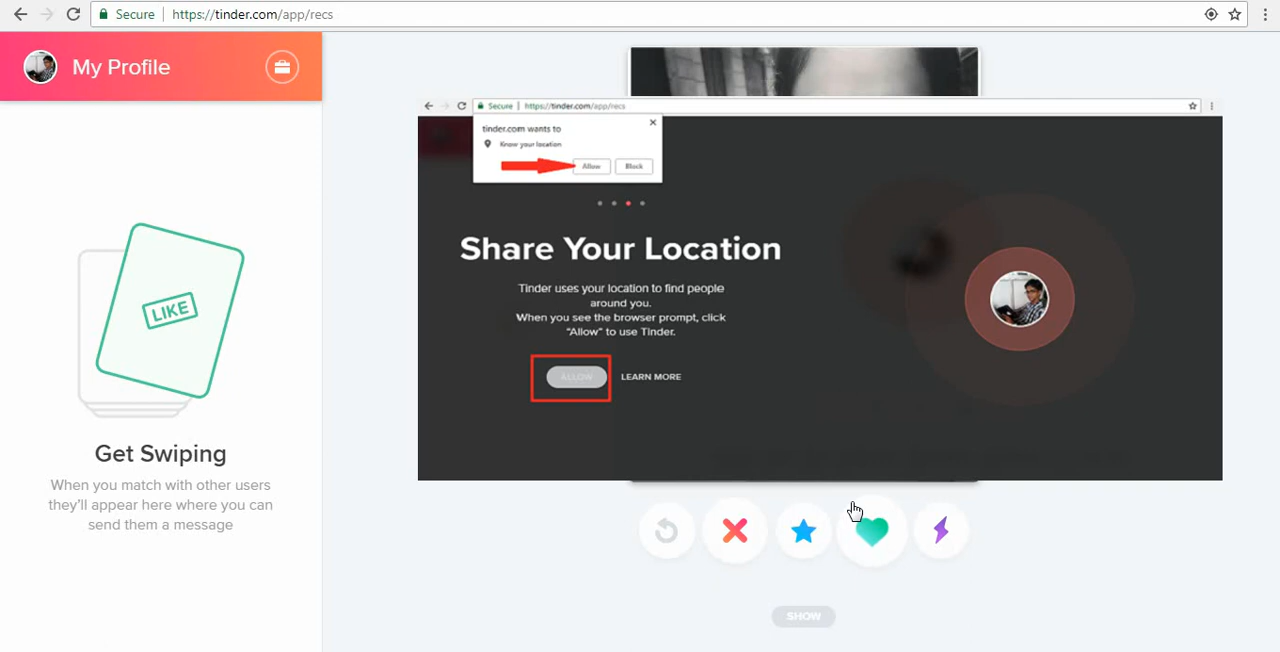 Secure | https://tinder.com/app/recs
My Profile
Secure | https://tinder.com/app/recs
tinder.com wants to
Know your location
Allow Block
Share Your Location
Tinder uses your location to find people
around you.
When you see the browser prompt, click
"Allow" to use Tinder.
ALLOW LEARN MORE
LIKE
Get Swiping
When you match with other users
they'll appear here where you can
send them a message
SHOW